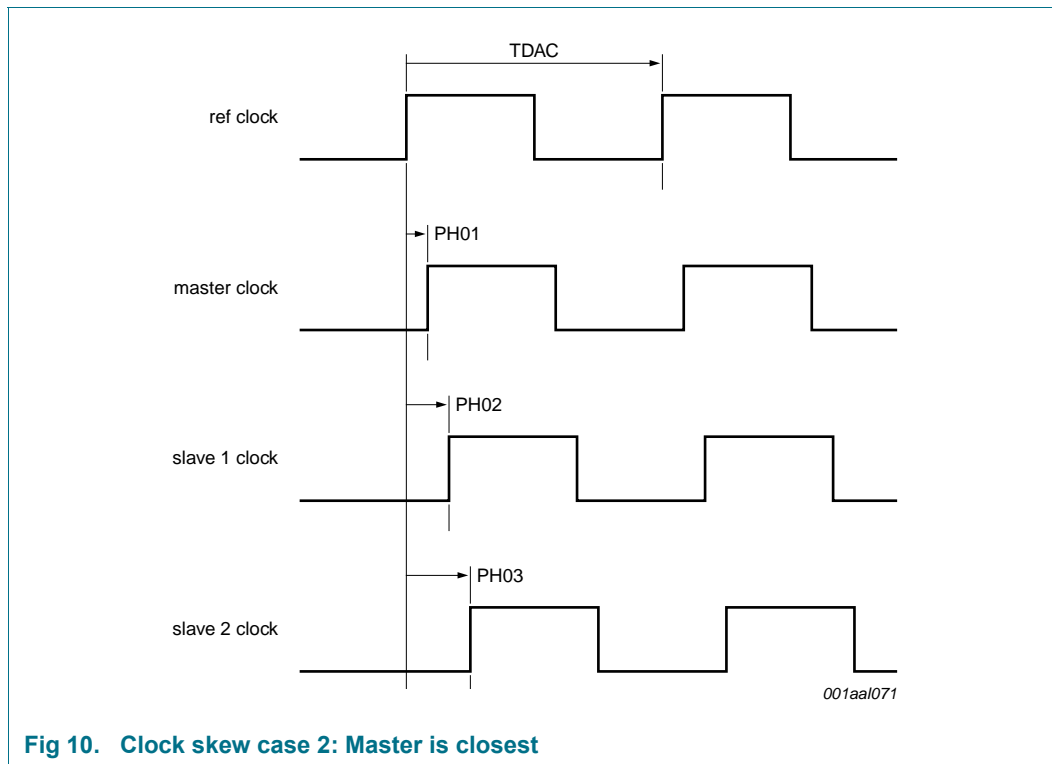 TDAC
ref clock
PH01
master clock
PH02
slave 1 clock
PH03
slave 2 clock
001aal071
Fig 10. Clock skew case 2: Master is closest